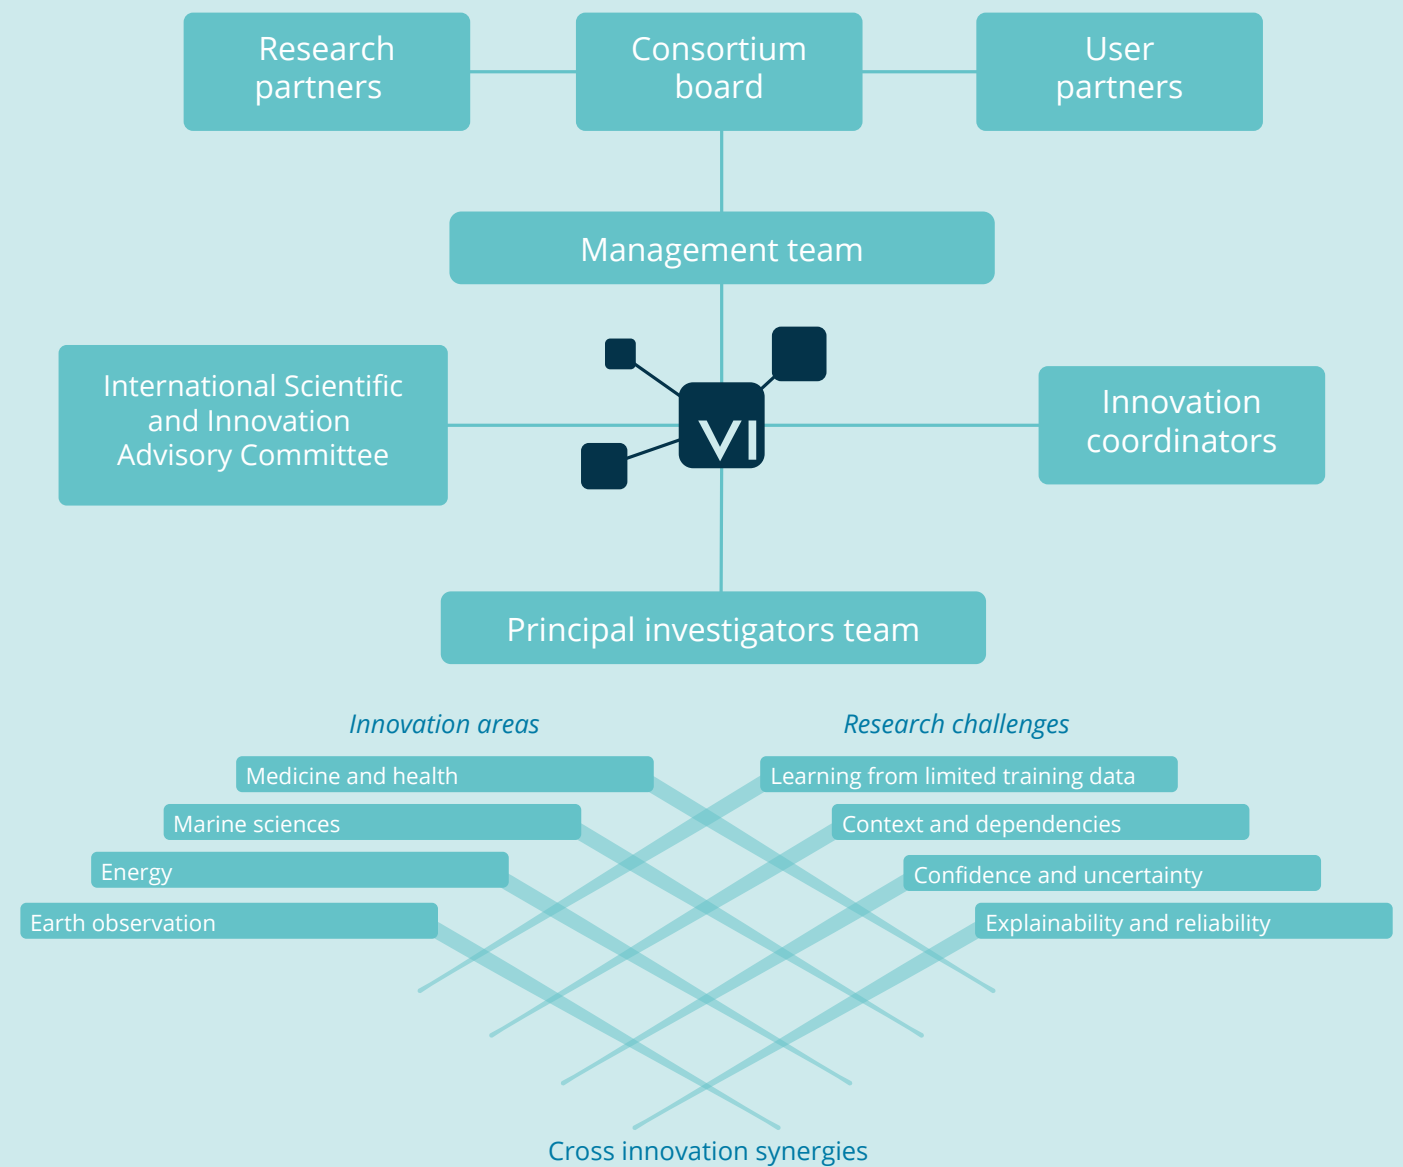 Research
partners
Consortium
board
User
partners
Management team
International Scientific
and Innovation
Advisory Committee
VI
Innovation
coordinators
Principal investigators team
Innovation areas
Research challenges
Medicine and health
Learning from limited training data
Marine sciences
Context and dependencies
Energy
Confidence and uncertainty
Earth observation
Explainability and reliability
Cross innovation synergies